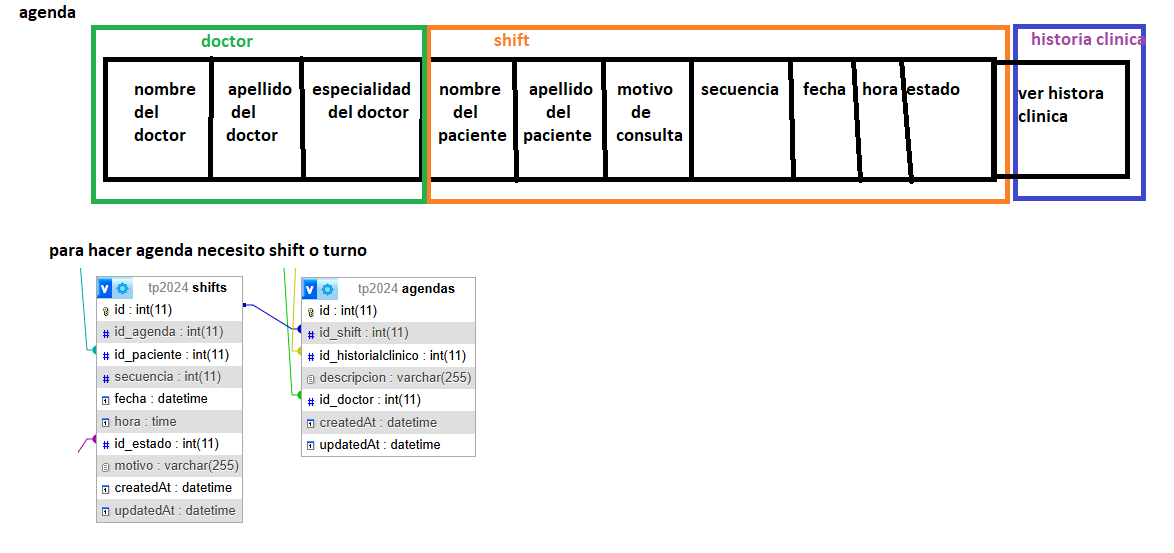 agenda
doctor
shift
historia clinica
nombre
del
doctor
apellido
del
doctor
especialidad
del doctor
nombre
del
paciente
apellido
del
paciente
motivo
de
consulta
secuencia
fecha
hora
estado
ver histora
clinica
para hacer agenda necesito shift o turno
v tp2024 shifts
id : int(11)
# id_agenda : int(11)
# id_paciente : int(11)
# secuencia : int(11)
fecha : datetime
hora : time
# id_estado : int(11)
motivo : varchar(255)
createdAt : datetime
updatedAt : datetime
v tp2024 agendas
id : int(11)
# id_shift : int(11)
# id_historialclinico : int(11)
descripcion : varchar(255)
# id_doctor : int(11)
createdAt : datetime
updatedAt : datetime